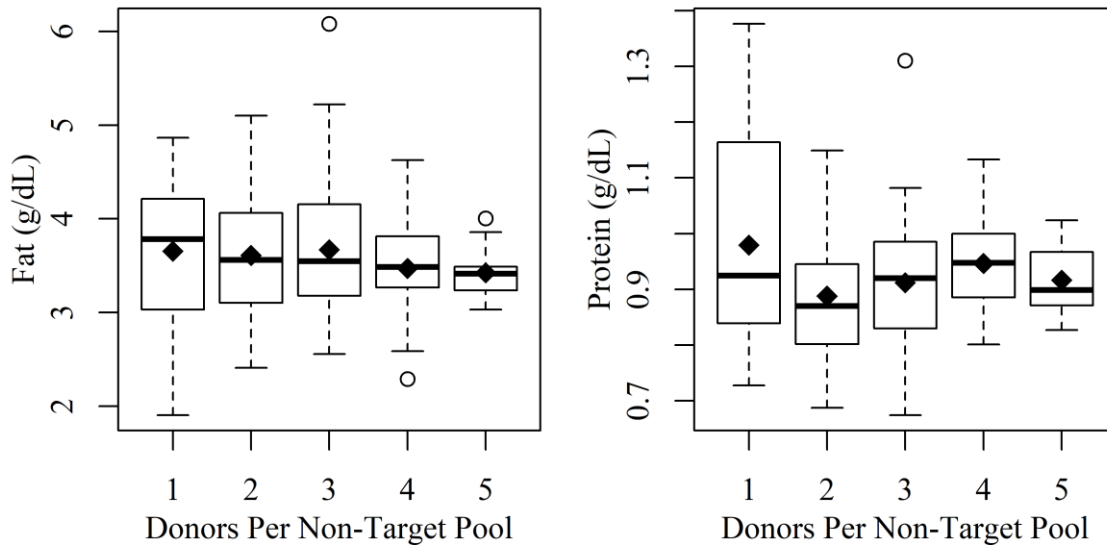 Fat (g/dL)
6
5
4
3
2
1 2 3 4 5
Donors Per Non-Target Pool
Protein (g/dL)
1.3
1.1
0.9
0.7
1 2 3 4 5
Donors Per Non-Target Pool